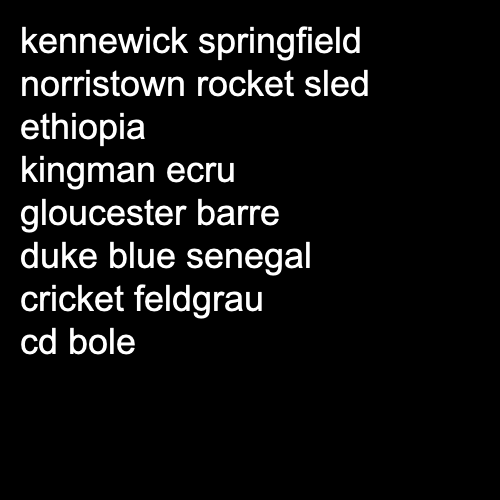 kennewick springfield
norristown rocket sled
ethiopia
kingman ecru
gloucester barre
duke blue senegal
cricket feldgrau
cd bole